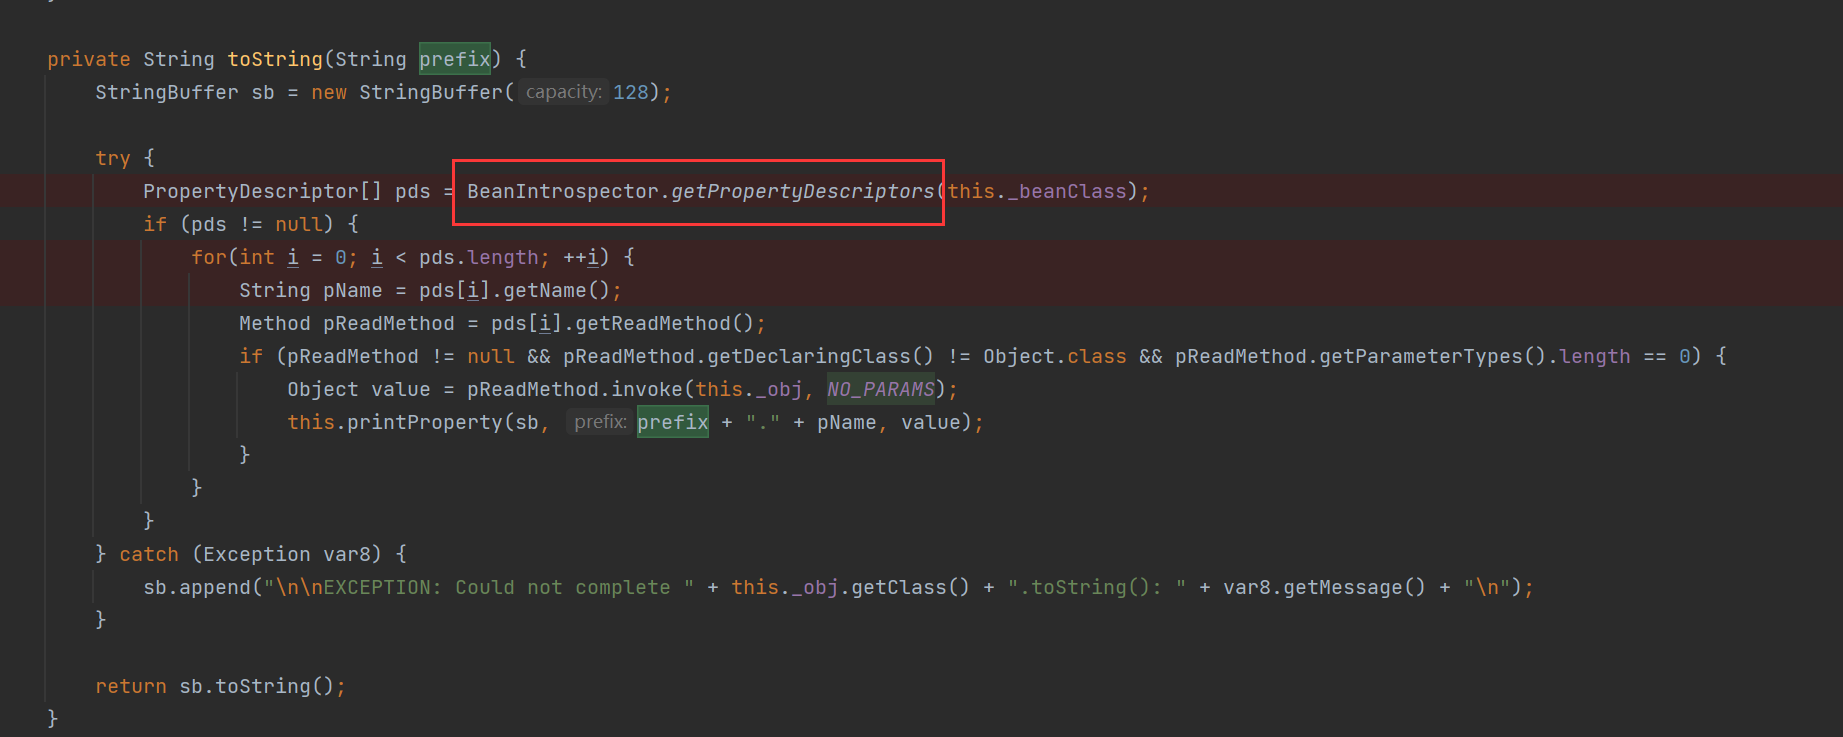 private String toString(String prefix) {
StringBuffer sb = new StringBuffer( capacity: 128);
try {
PropertyDescriptor[] pds = BeanIntrospector.getPropertyDescriptors(this._beanClass);
if (pds != null) {
for(int i = 0; i < pds.length; ++i) {
String pName = pds[i].getName();
Method pReadMethod = pds[i].getReadMethod();
if (pReadMethod != null && pReadMethod.getDeclaringClass() != Object.class && pReadMethod.getParameterTypes().length == 0) {
Object value = pReadMethod.invoke(this._obj, NO_PARAMS);
this.printProperty(sb, prefix: prefix + "." + pName, value);
}
}
}
} catch (Exception var8) {
sb.append("\n\nEXCEPTION: Could not complete " + this._obj.getClass() + ".toString(): " + var8.getMessage() + "\n");
}
return sb.toString();
}